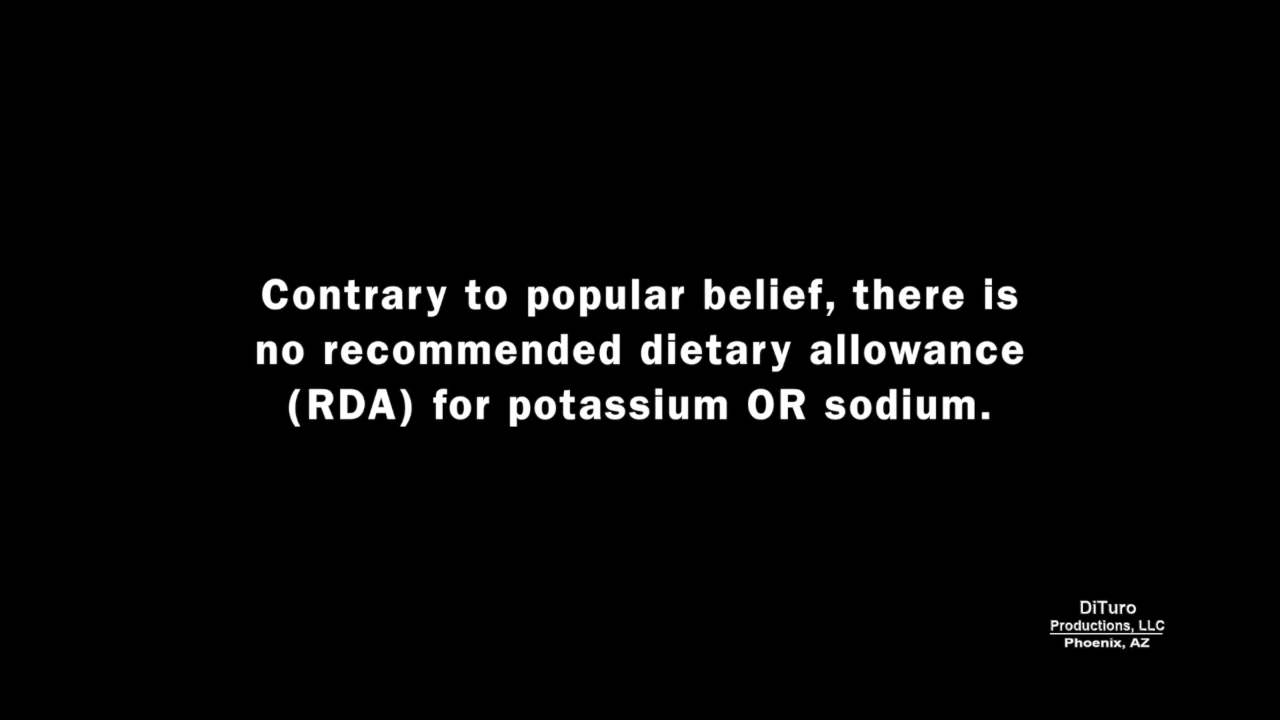 Contrary to popular belief, there is
no recommended dietary allowance
(RDA) for potassium OR sodium.
DiTuro
Productions, LLC
Phoenix, AZ